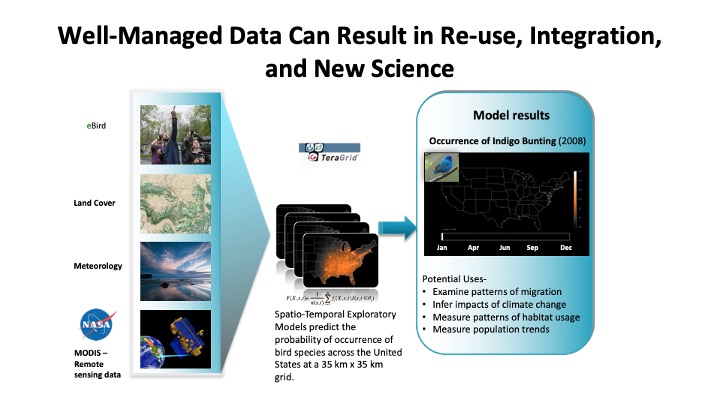 Well-Managed Data Can Result in Re-use, Integration,
and New Science
eBird
Land Cover
Meteorology
NASA
MODIS –
Remote
sensing data
TeraGrid™
Spatio-Temporal Exploratory
Models predict the
probability of occurrence of
bird species across the United
States at a 35 km x 35 km
grid.
Model results
Occurrence of Indigo Bunting (2008)
Jan Apr Jun Sep Dec
Potential Uses-
• Examine patterns of migration
• Infer impacts of climate change
• Measure patterns of habitat usage
• Measure population trends